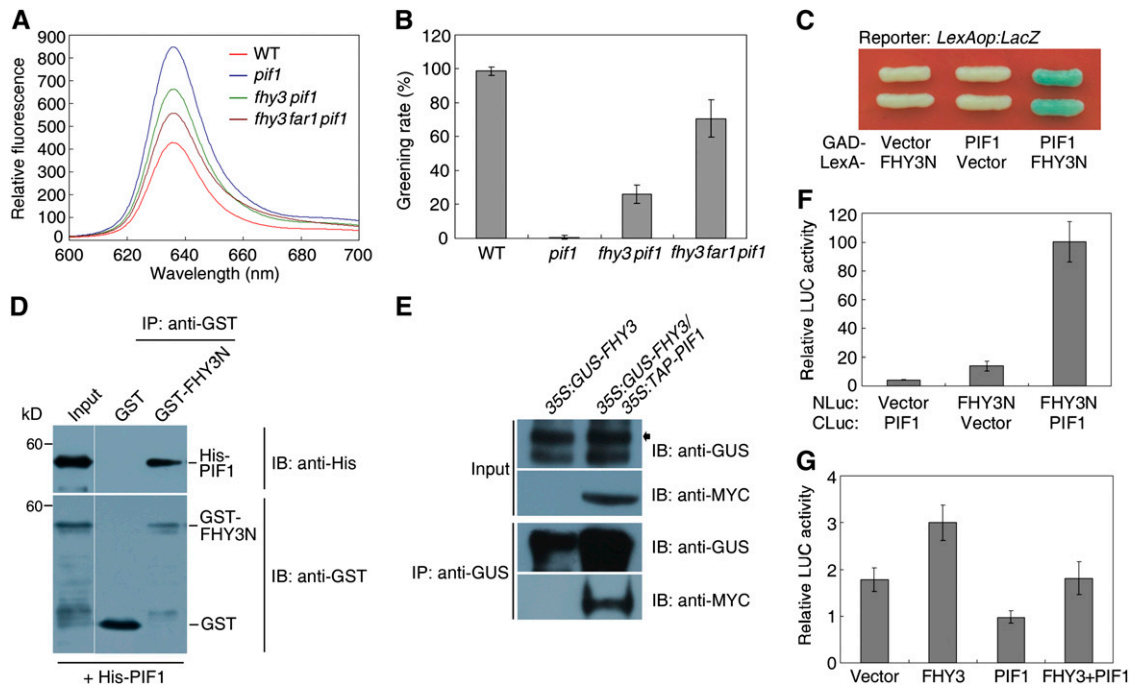 A
Relative fluorescence
900
800
700
600
500
400
300
200
100
0
600
620
640
660
680
700
Wavelength (nm)
WT
pif1
fhy3 pif1
fhy3 far1 pif1
B
Greening rate (%)
120
100
80
60
40
20
0
WT
pif1
fhy3 pif1
fhy3 far1 pif1
C
Reporter: LexAop:LacZ
GAD- Vector PIF1 PIF1
LexA- FHY3N Vector FHY3N
D
IP: anti-GST
kD
Input
GST
GST-FHY3N
60
His-
PIF1
IB: anti-His
60
GST-
FHY3N
IB: anti-GST
GST
+ His-PIF1
E
35S:GUS-FHY3
35S:GUS-FHY3/
35S:TAP-PIF1
Input
IB: anti-GUS
IB: anti-MYC
IP: anti-GUS
IB: anti-GUS
IB: anti-MYC
F
Relative LUC activity
120
100
80
60
40
20
0
NLuc: Vector FHY3N FHY3N
CLuc: PIF1 Vector PIF1
G
Relative LUC activity
4
3
2
1
0
Vector
FHY3
PIF1
FHY3+PIF1